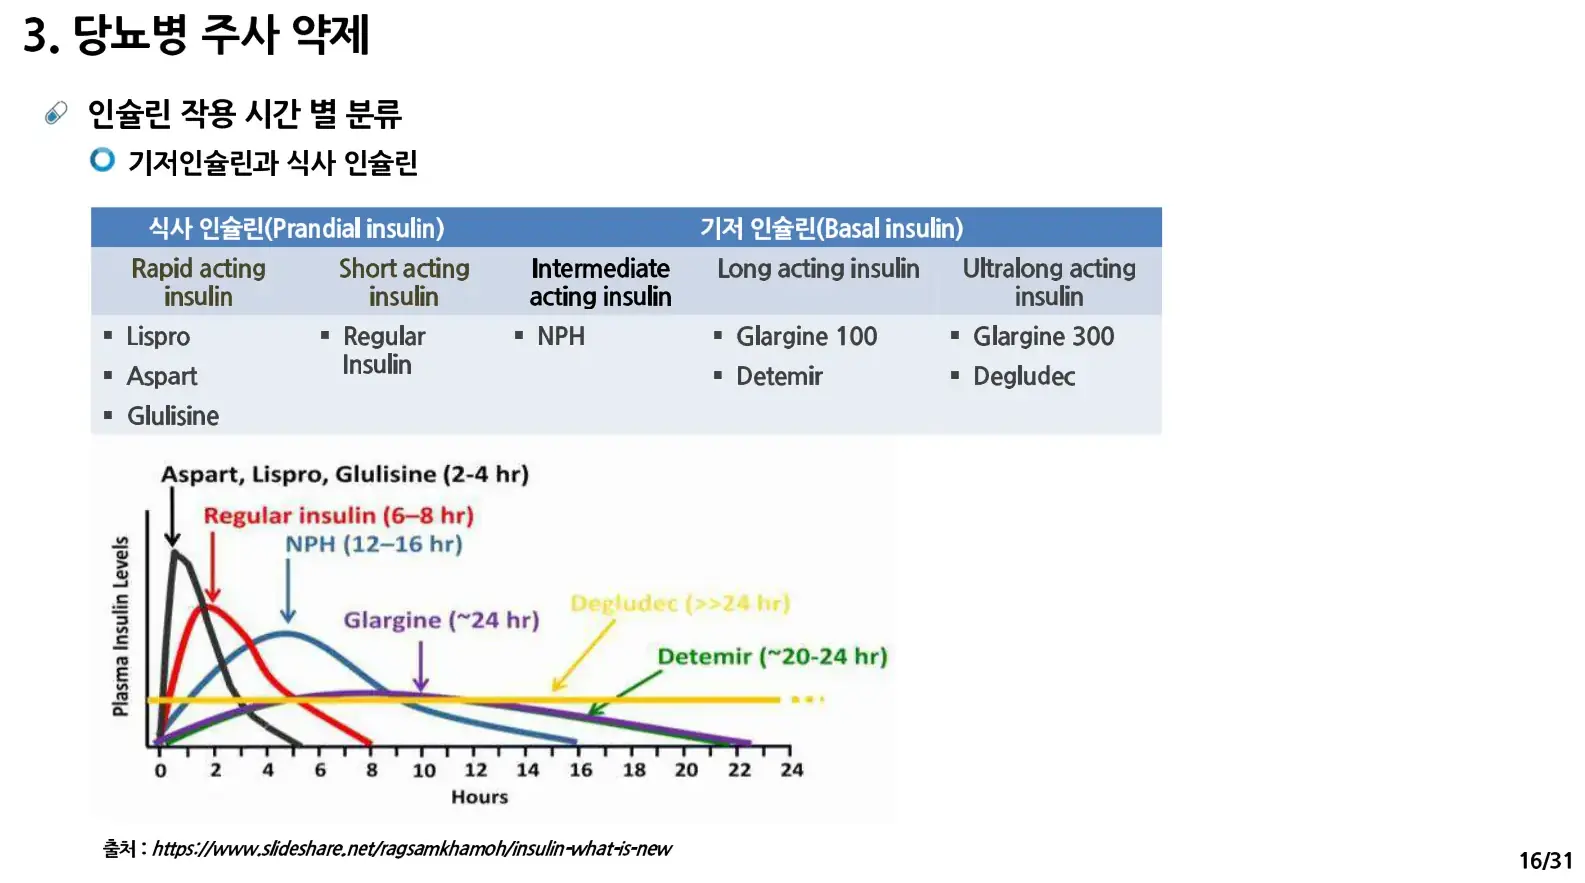 3. 당뇨병 주사 약제
인슐린 작용 시간 별 분류
기저인슐린과 식사 인슐린
식사 인슐린(Prandial insulin) 기저 인슐린(Basal insulin)
Rapid acting insulin
Short acting insulin
Intermediate acting insulin
Long acting insulin
Ultralong acting insulin
▪ Lispro
▪ Aspart
▪ Glulisine
▪ Regular Insulin
▪ NPH
▪ Glargine 100
▪ Detemir
▪ Glargine 300
▪ Degludec
Aspart, Lispro, Glulisine (2-4 hr)
Regular insulin (6–8 hr)
NPH (12–16 hr)
Glargine (~24 hr)
Degludec (>>24 hr)
Detemir (~20-24 hr)
Plasma Insulin Levels
0 2 4 6 8 10 12 14 16 18 20 22 24
Hours
출처 : https://www.slideshare.net/ragsamkhamoh/insulin-what-is-new
16/31